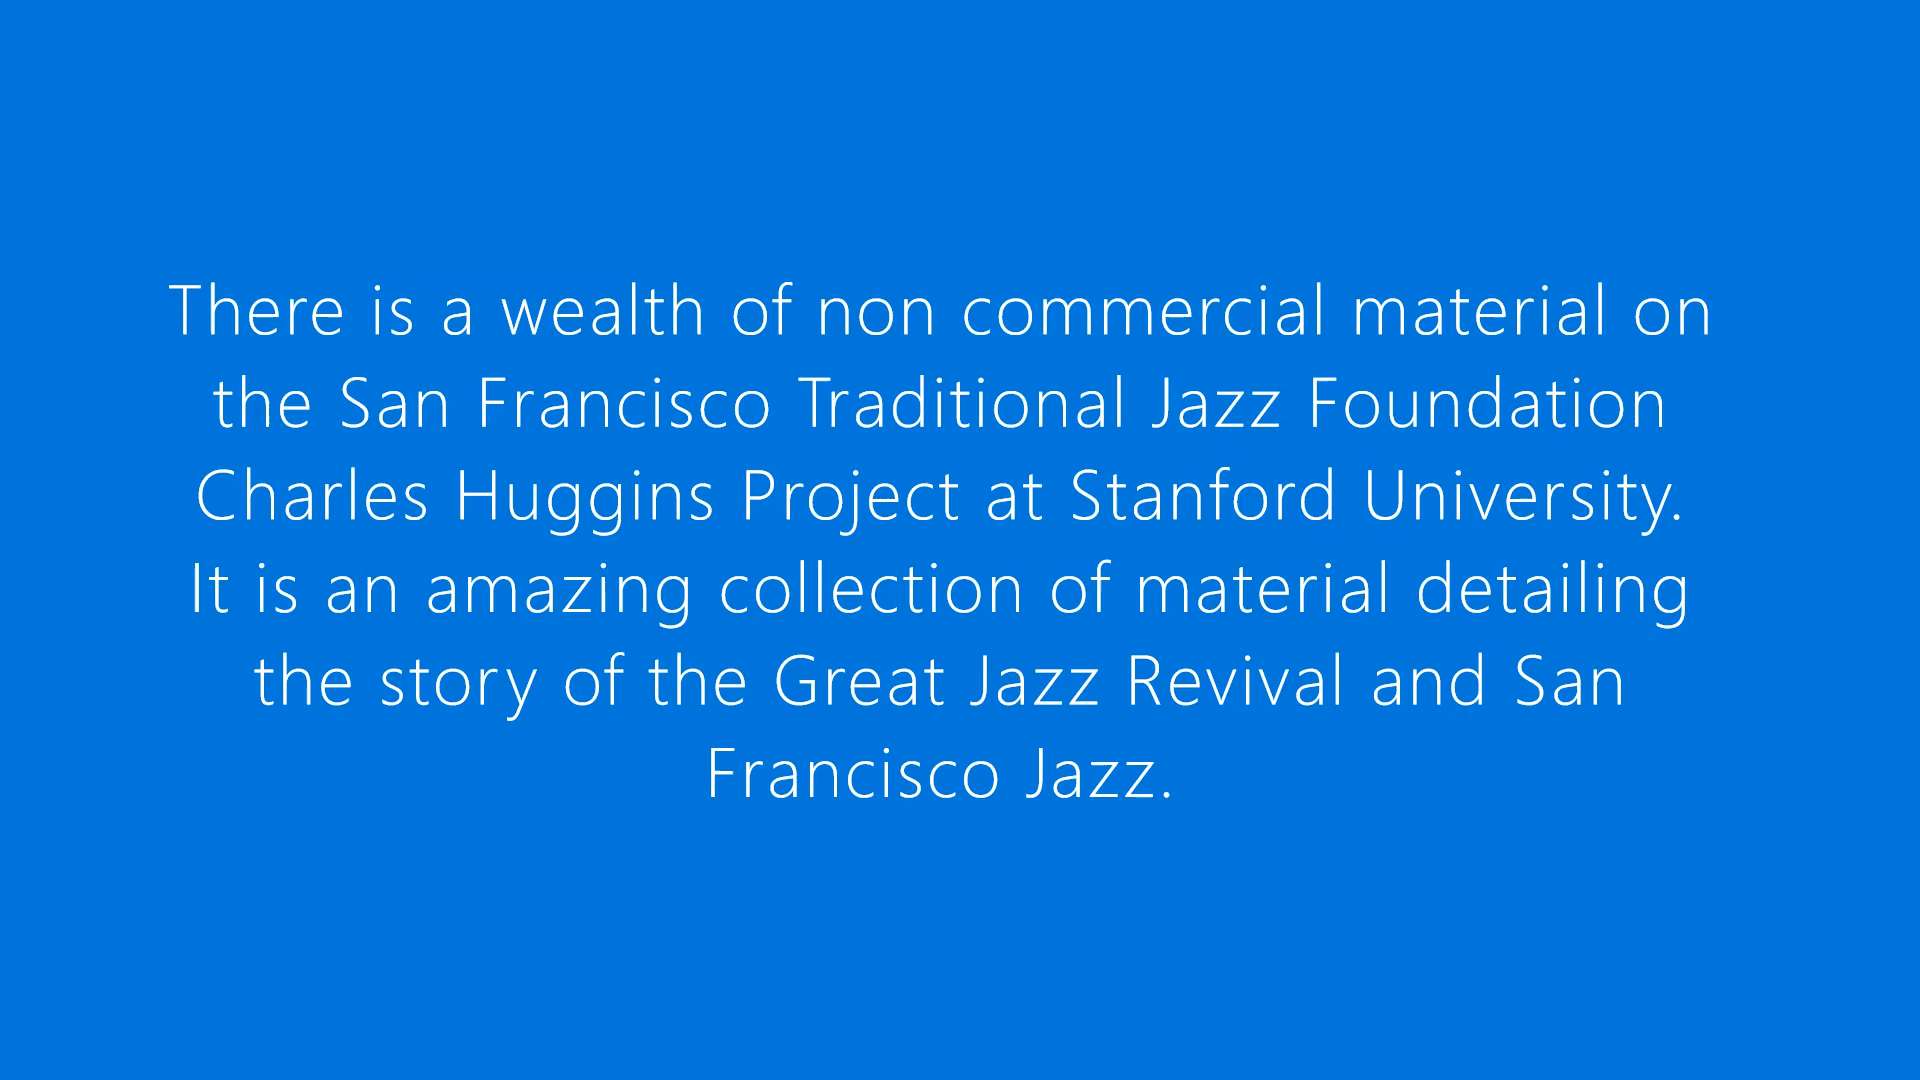 There is a wealth of non commercial material on
the San Francisco Traditional Jazz Foundation
Charles Huggins Project at Stanford University.
It is an amazing collection of material detailing
the story of the Great Jazz Revival and San
Francisco Jazz.